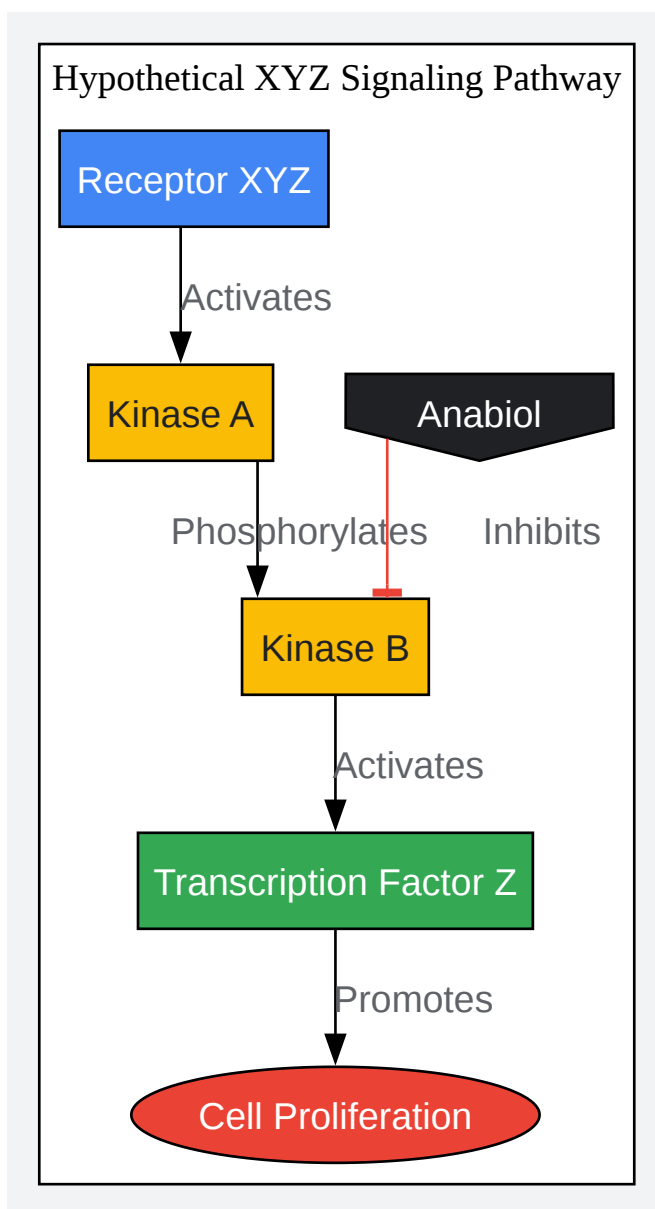 Hypothetical XYZ Signaling Pathway
Receptor XYZ
Activates
Kinase A
Anabiol
Phosphorylates
Inhibits
Kinase B
Activates
Transcription Factor Z
Promotes
Cell Proliferation